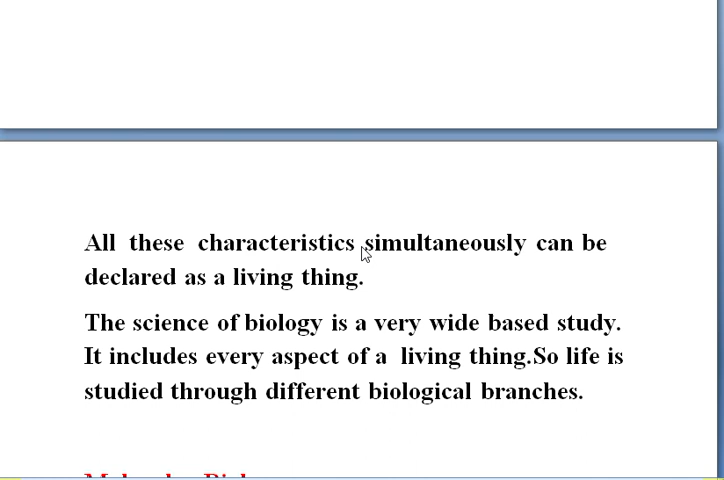 All these characteristics simultaneously can be
declared as a living thing.
The science of biology is a very wide based study.
It includes every aspect of a living thing.So life is
studied through different biological branches.